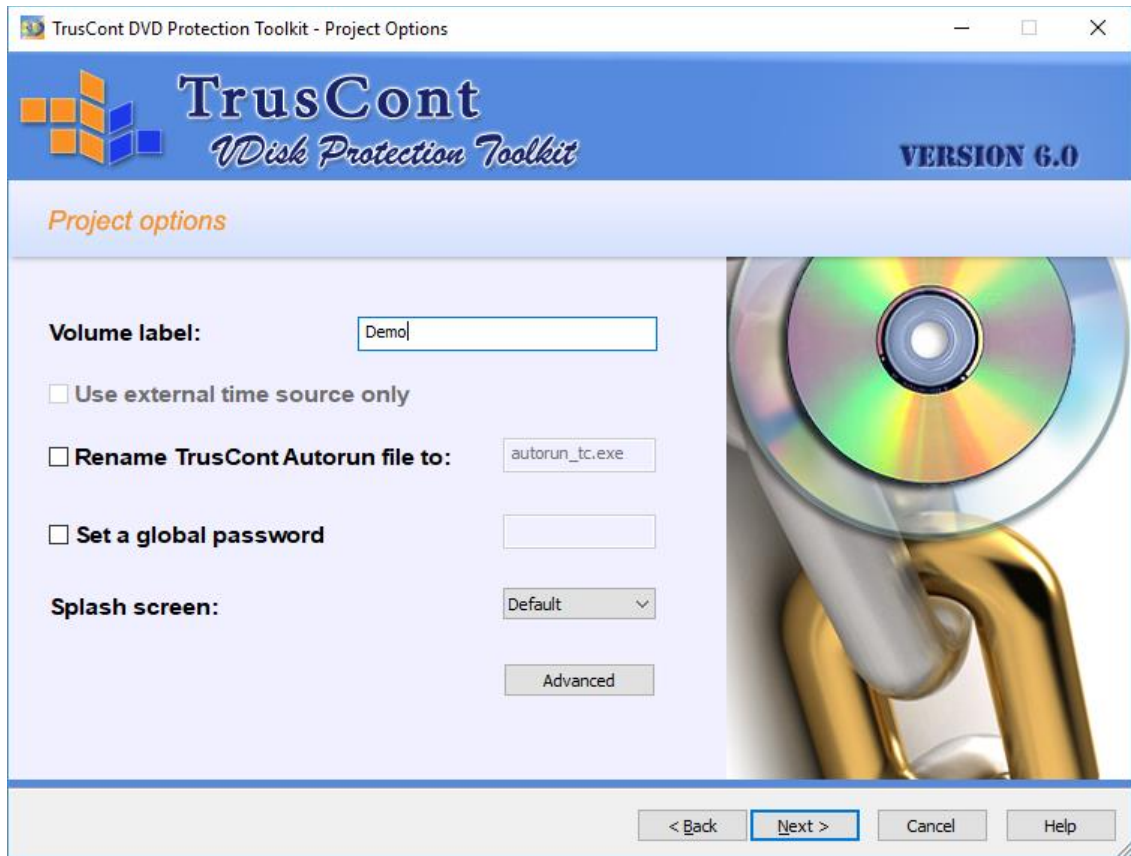 TrusCont DVD Protection Toolkit - Project Options
TrusCont
VDisk Protection Toolkit
VERSION 6.0
Project options
Volume label:
Demo
Use external time source only
Rename TrusCont Autorun file to:
autorun_tc.exe
Set a global password
Splash screen:
Default
Advanced
< Back
Next >
Cancel
Help